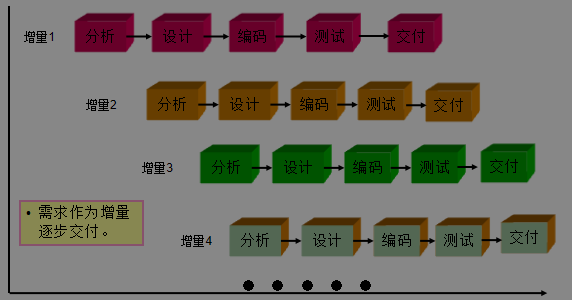 增量1 分析 设计 编码 测试 交付
增量2 分析 设计 编码 测试 交付
增量3 分析 设计 编码 测试 交付
• 需求作为增量
逐步交付。
增量4 分析 设计 编码 测试 交付